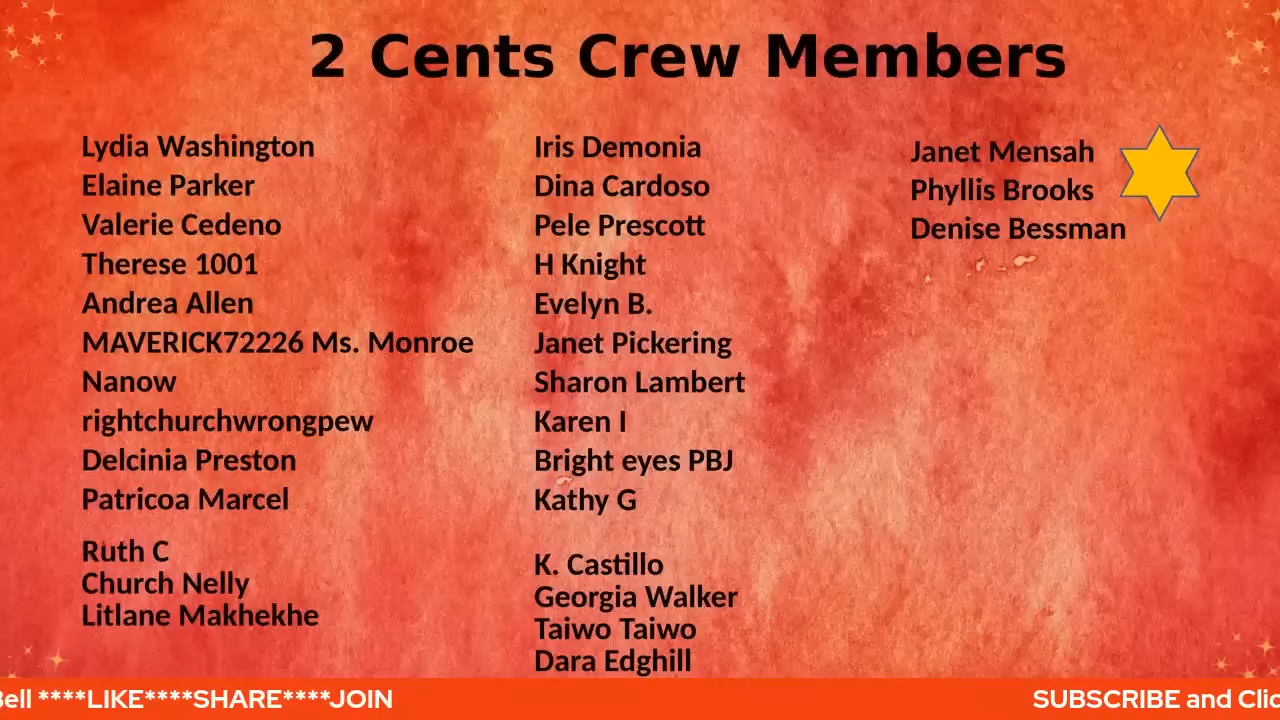 2 Cents Crew Members
Lydia Washington
Elaine Parker
Valerie Cedeno
Therese 1001
Andrea Allen
MAVERICK72226 Ms. Monroe
Nanow
rightchurchwrongpew
Delcinia Preston
Patricoa Marcel
Ruth C
Church Nelly
Litlane Makhekhe
Iris Demonia
Dina Cardoso
Pele Prescott
H Knight
Evelyn B.
Janet Pickering
Sharon Lambert
Karen I
Bright eyes PBJ
Kathy G
K. Castillo
Georgia Walker
Taiwo Taiwo
Dara Edghill
Janet Mensah
Phyllis Brooks
Denise Bessman
ell ****LIKE****SHARE****JOIN
SUBSCRIBE and Clic